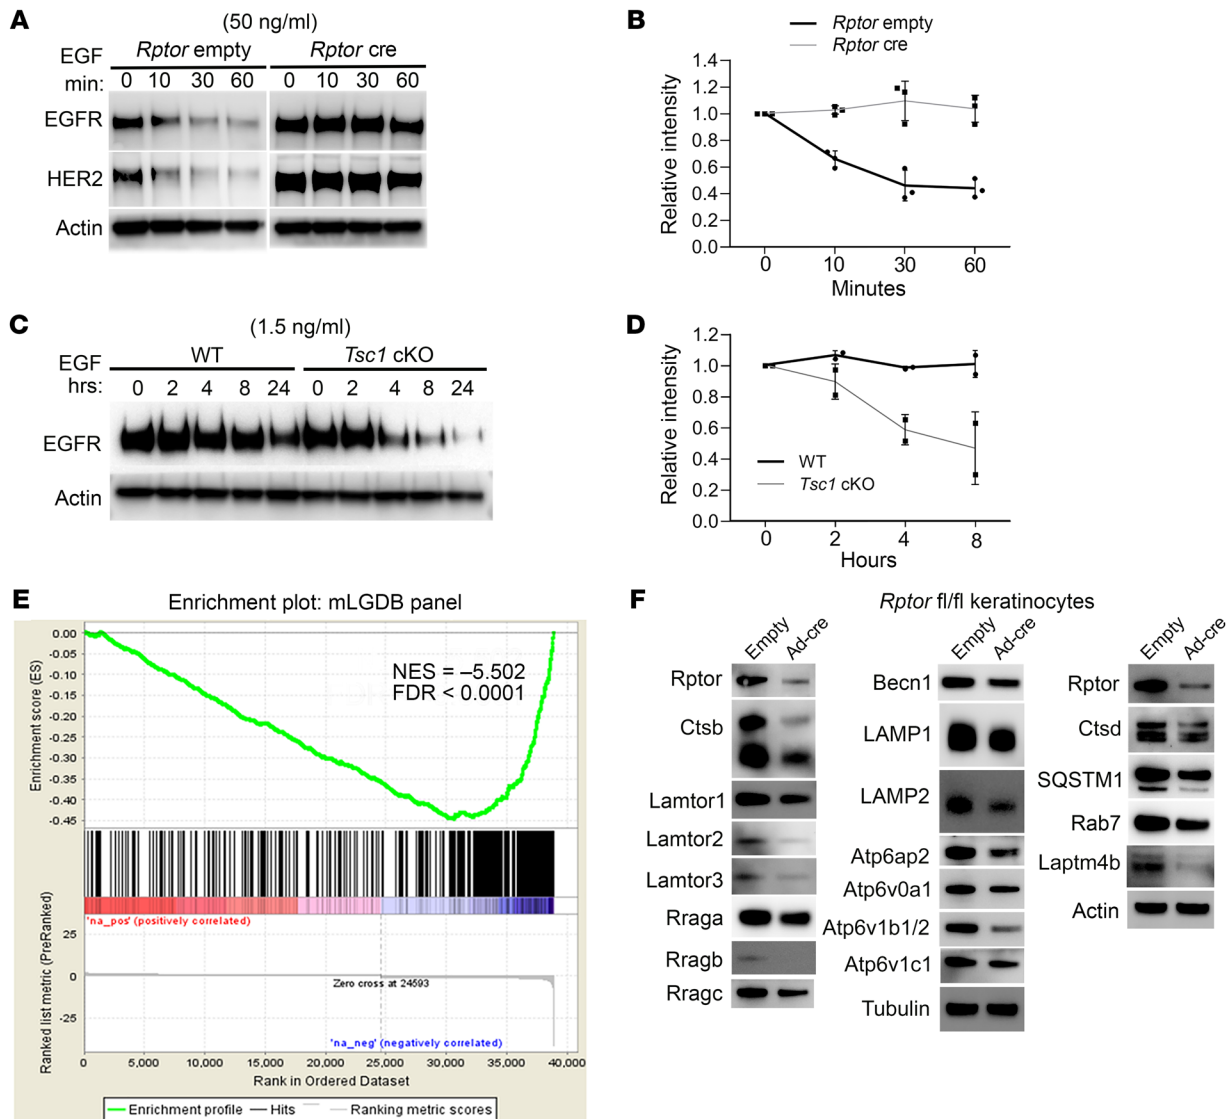 A
(50 ng/ml)
EGF
Rptor empty
Rptor cre
min:
0 10 30 60 0 10 30 60
EGFR
HER2
Actin
B
Rptor empty
Rptor cre
1.4
1.2
1.0
0.8
0.6
0.4
0.2
0.0
Relative intensity
0 10 30 60
Minutes
C
(1.5 ng/ml)
EGF
WT
Tsc1 cKO
hrs:
0 2 4 8 24 0 2 4 8 24
EGFR
Actin
D
1.2
1.0
0.8
0.6
0.4
0.2
0.0
Relative intensity
WT
Tsc1 cKO
0 2 4 8
Hours
E
Enrichment plot: mLGDB panel
0.00
-0.05
-0.10
-0.15
-0.20
-0.25
-0.30
-0.35
-0.40
-0.45
Enrichment score (ES)
NES = –5.502
FDR < 0.0001
'na_pos' (positively correlated)
25
0
-25
Ranked list metric (PreRanked)
Zero cross at 24593
'na_neg' (negatively correlated)
0 5,000 10,000 15,000 20,000 25,000 30,000 35,000 40,000
Rank in Ordered Dataset
Enrichment profile Hits Ranking metric scores
F
Rptor fl/fl keratinocytes
Empty Ad-cre
Rptor
Ctsb
Lamtor1
Lamtor2
Lamtor3
Rraga
Rragb
Rragc
Empty Ad-cre
Becn1
LAMP1
LAMP2
Atp6ap2
Atp6v0a1
Atp6v1b1/2
Atp6v1c1
Tubulin
Empty Ad-cre
Rptor
Ctsd
SQSTM1
Rab7
Laptm4b
Actin